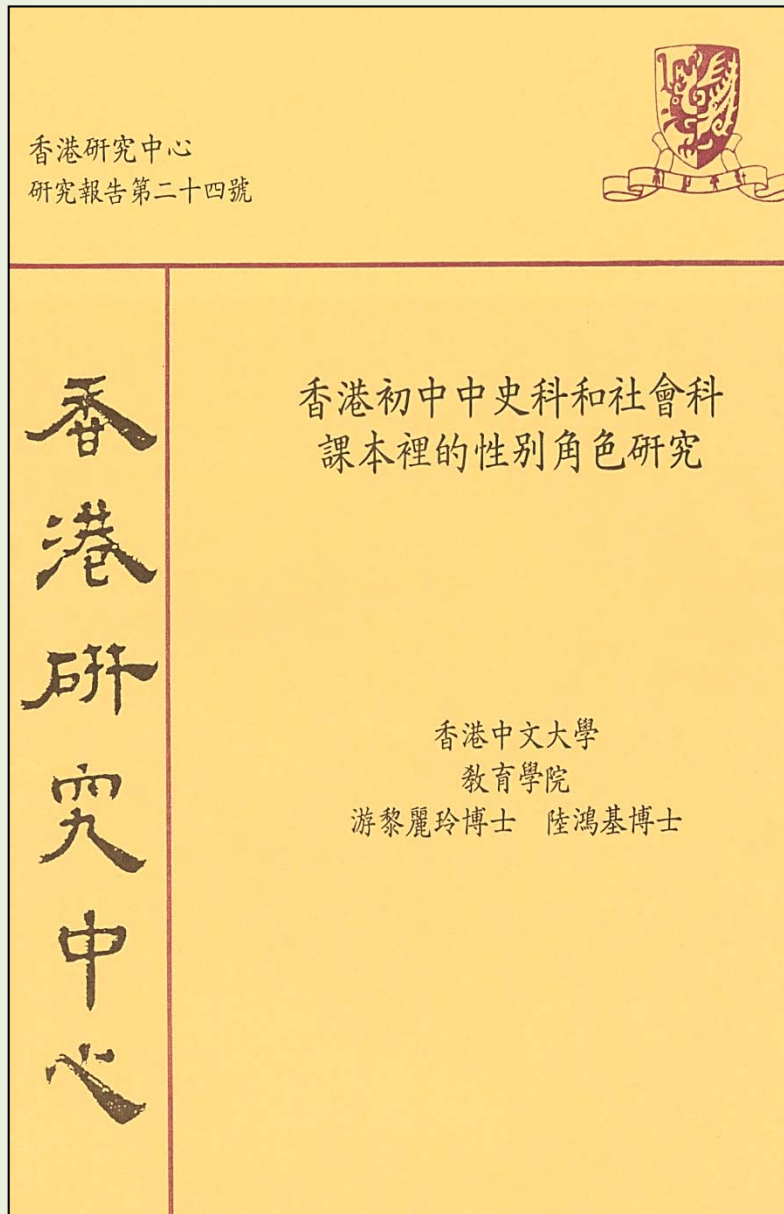 香港研究中心
研究報告第二十四號
香港初中中史科和社會科
課本裡的性別角色研究
香港中文大學
教育學院
游黎麗玲博士　陸鴻基博士
香港研究中心